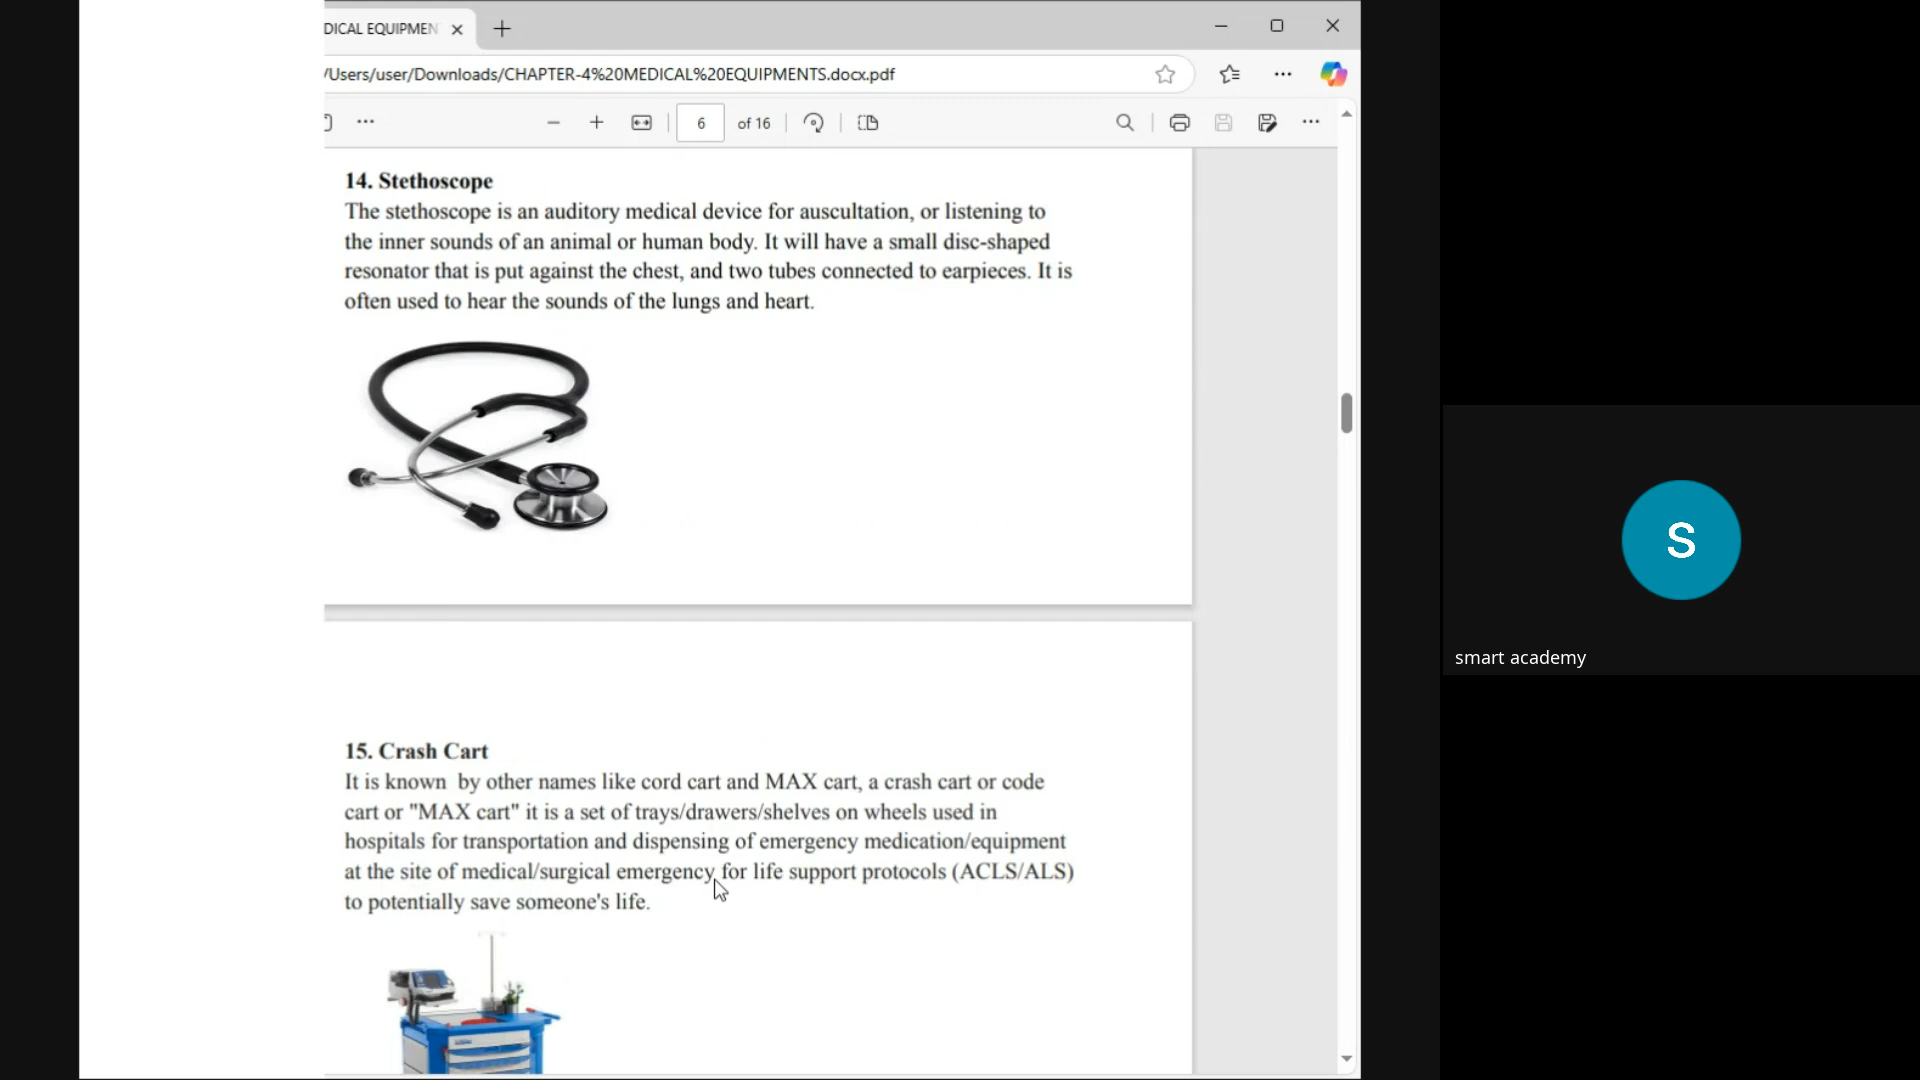 DICAL EQUIPMEN
/Users/user/Downloads/CHAPTER-4%20MEDICAL%20EQUIPMENTS.docx.pdf
6 of 16
14. Stethoscope
The stethoscope is an auditory medical device for auscultation, or listening to
the inner sounds of an animal or human body. It will have a small disc-shaped
resonator that is put against the chest, and two tubes connected to earpieces. It is
often used to hear the sounds of the lungs and heart.
15. Crash Cart
It is known  by other names like cord cart and MAX cart, a crash cart or code
cart or "MAX cart" it is a set of trays/drawers/shelves on wheels used in
hospitals for transportation and dispensing of emergency medication/equipment
at the site of medical/surgical emergency for life support protocols (ACLS/ALS)
to potentially save someone's life.
S
smart academy